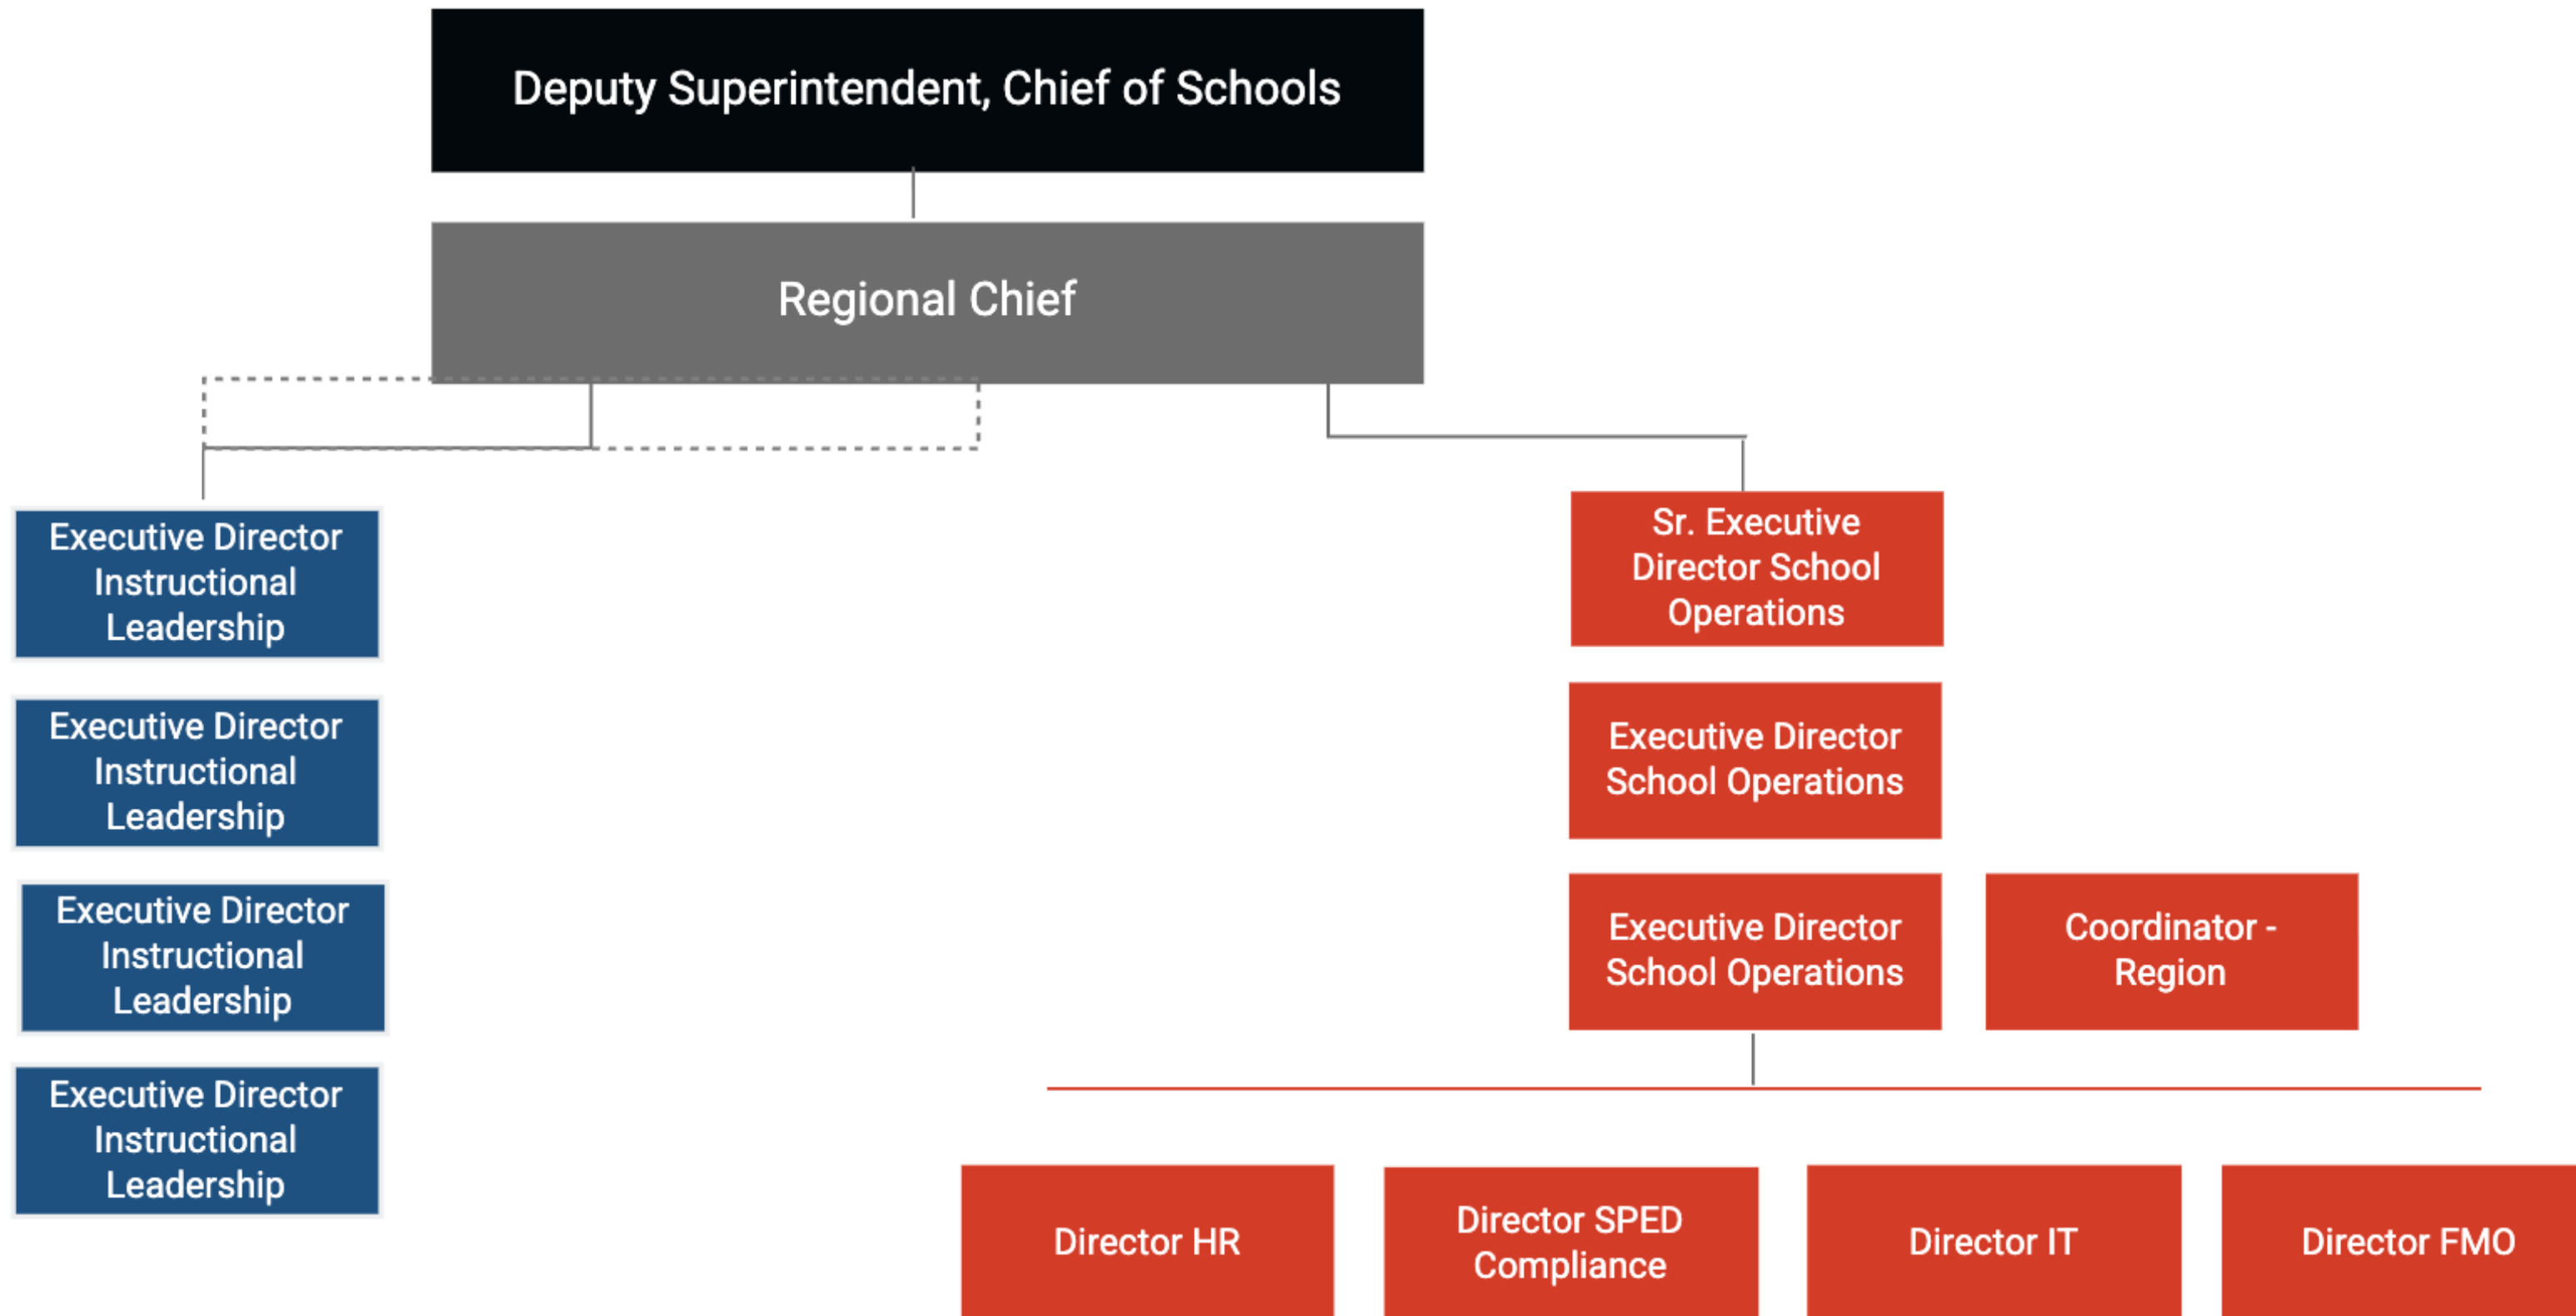 Deputy Superintendent, Chief of Schools
Regional Chief
Executive Director
Instructional
Leadership
Sr. Executive
Director School
Operations
Executive Director
Instructional
Leadership
Executive Director
School Operations
Executive Director
Instructional
Leadership
Executive Director
School Operations
Coordinator -
Region
Executive Director
Instructional
Leadership
Director HR
Director SPED
Compliance
Director IT
Director FMO